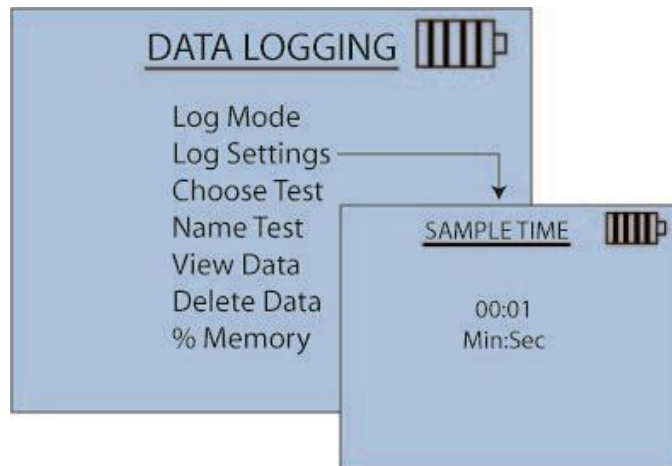 DATA LOGGING
Log Mode
Log Settings
Choose Test
Name Test
View Data
Delete Data
% Memory
SAMPLE TIME
00:01
Min:Sec